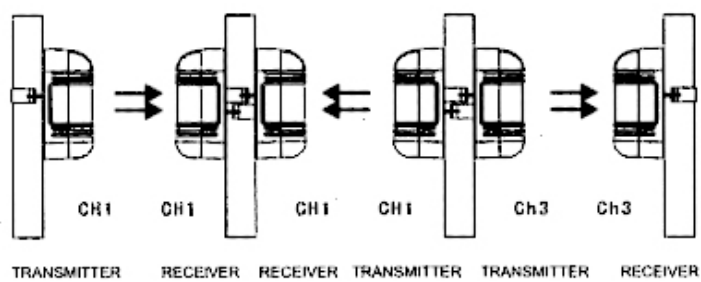 CH1 CH1 CH1 CH1 Ch3 Ch3
TRANSMITTER RECEIVER RECEIVER TRANSMITTER TRANSMITTER RECEIVER